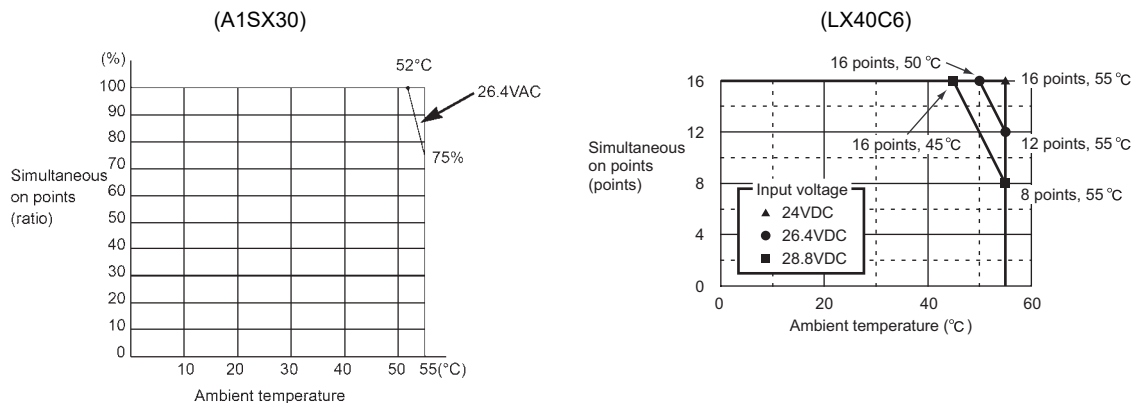 (A1SX30)
(%)
52°C
26.4VAC
100
90
80
70
60
50
40
30
20
10
0
75%
Simultaneous
on points
(ratio)
10 20 30 40 50 55(°C)
Ambient temperature
(LX40C6)
16 points, 50 °C
16 points, 55 °C
16 points, 45 °C
12 points, 55 °C
8 points, 55 °C
Simultaneous
on points
(points)
16
12
8
4
0
Input voltage
24VDC
26.4VDC
28.8VDC
0 20 40 60
Ambient temperature (°C)